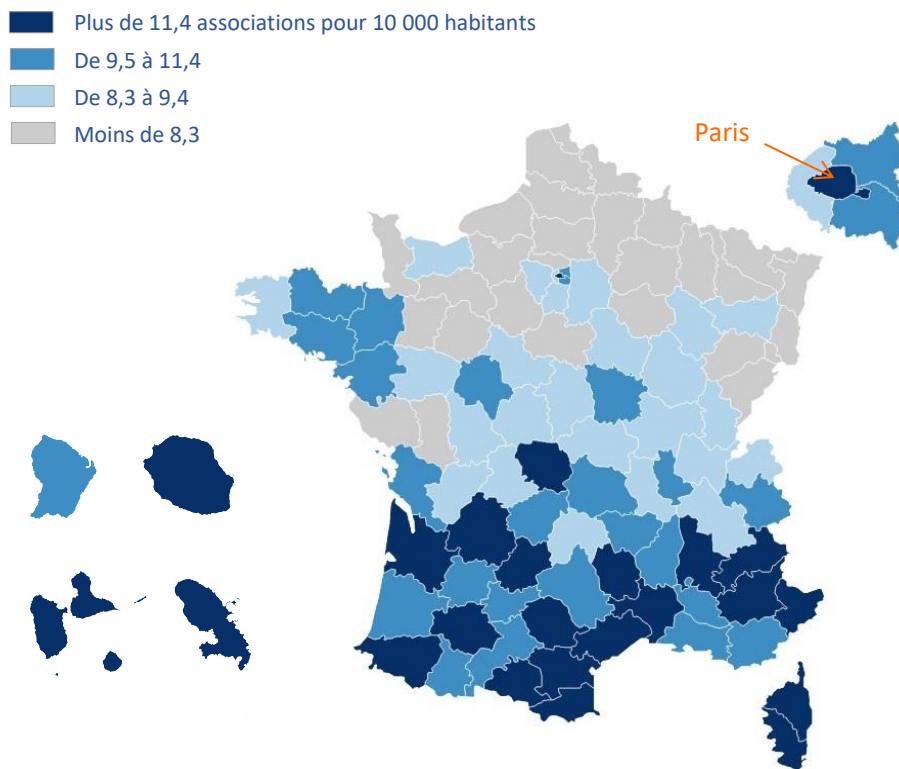 Plus de 11,4 associations pour 10 000 habitants
De 9,5 à 11,4
De 8,3 à 9,4
Moins de 8,3
Paris